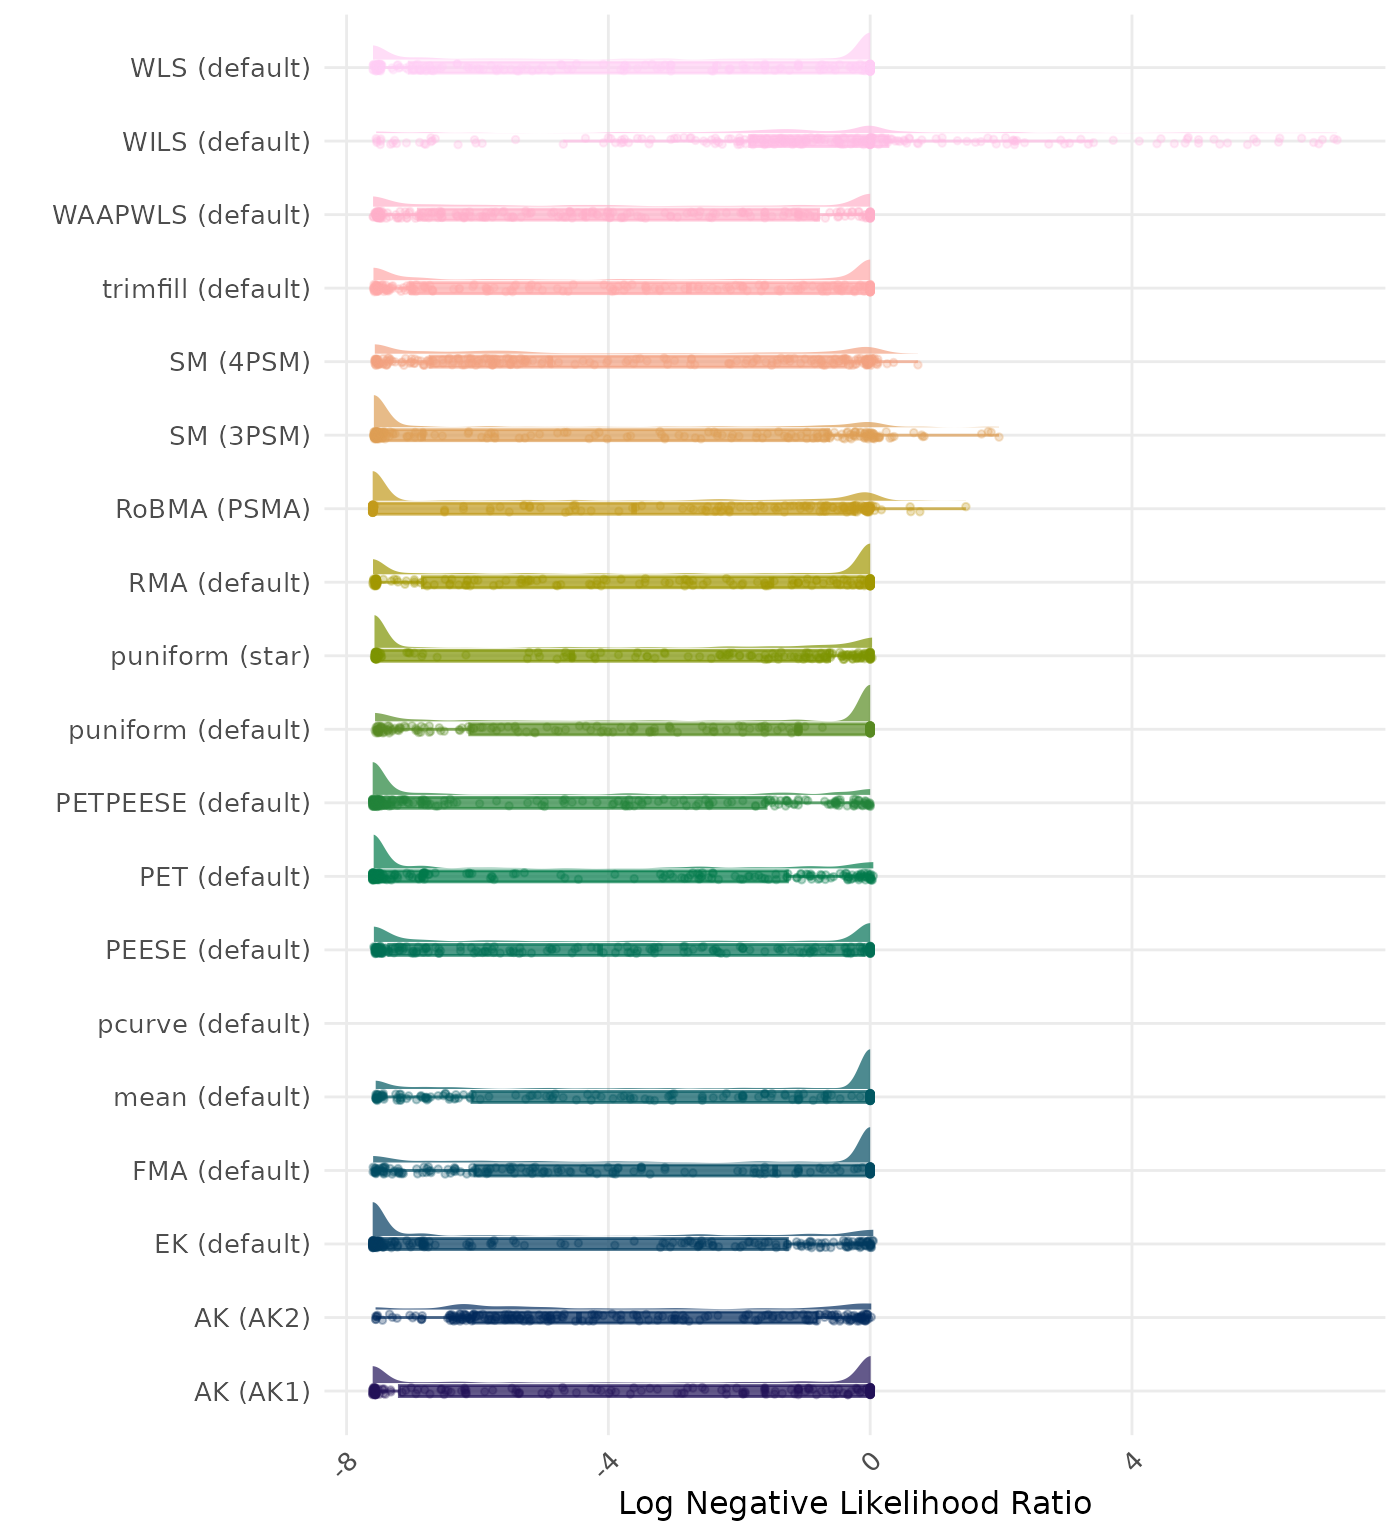 WLS (default)
WILS (default)
WAAPWLS (default)
trimfill (default)
SM (4PSM)
SM (3PSM)
RoBMA (PSMA)
RMA (default)
puniform (star)
puniform (default)
PETPEESE (default)
PET (default)
PEESE (default)
pcurve (default)
mean (default)
FMA (default)
EK (default)
AK (AK2)
AK (AK1)
-8 -4 0 4
Log Negative Likelihood Ratio